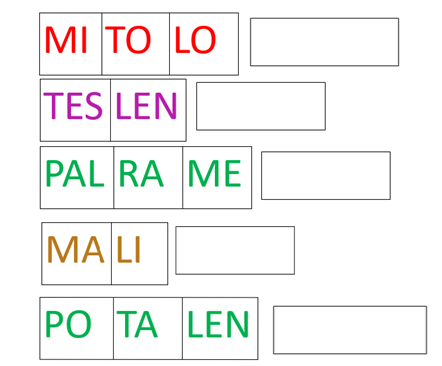 MI TO LO
TES LEN
PAL RA ME
MA LI
PO TA LEN